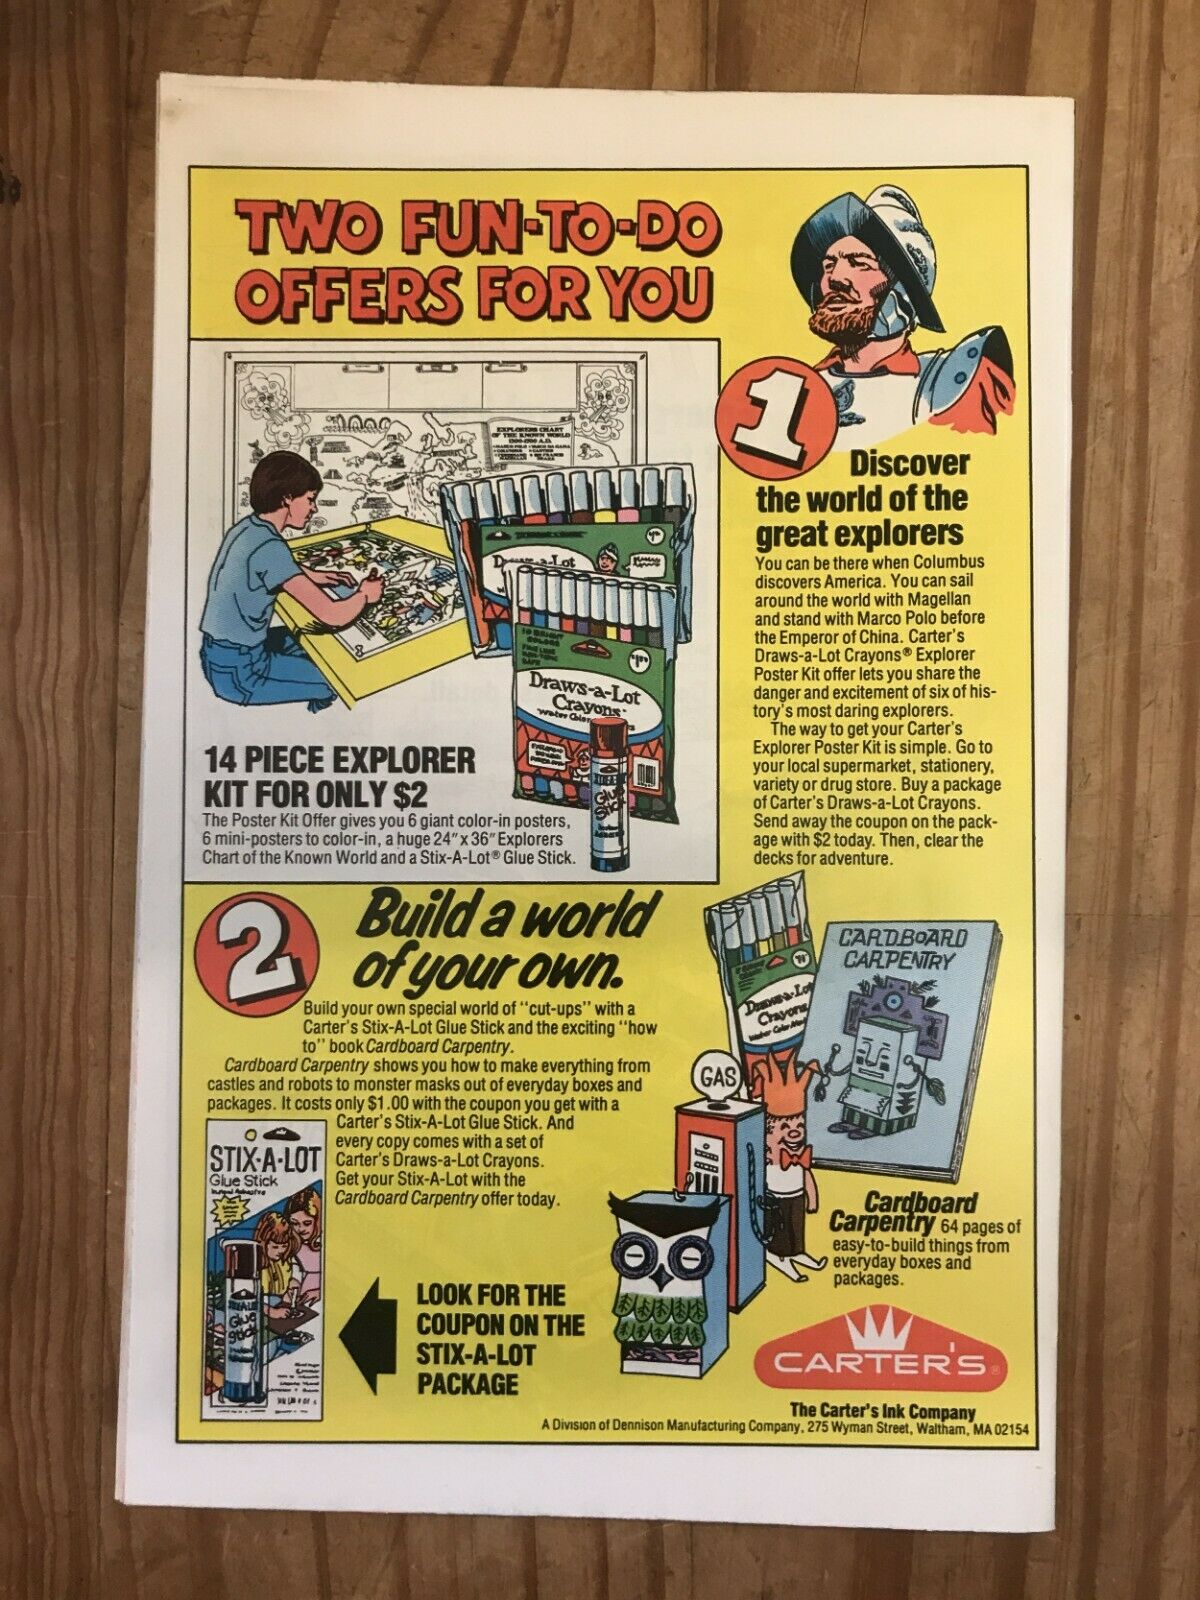 TWO FUN-TO-DO
OFFERS FOR YOU
EXPLORERS CHART
OF THE KNOWN WORLD
Draws-a-Lot
Draws-a-Lot
Crayons
Glue
Stick
14 PIECE EXPLORER
KIT FOR ONLY $2
The Poster Kit Offer gives you 6 giant color-in posters,
6 mini-posters to color-in, a huge 24" x 36" Explorers
Chart of the Known World and a Stix-A-Lot® Glue Stick.
1
Discover
the world of the
great explorers
You can be there when Columbus
discovers America. You can sail
around the world with Magellan
and stand with Marco Polo before
the Emperor of China. Carter's
Draws-a-Lot Crayons® Explorer
Poster Kit offer lets you share the
danger and excitement of six of his-
tory's most daring explorers.
The way to get your Carter's
Explorer Poster Kit is simple. Go to
your local supermarket, stationery,
variety or drug store. Buy a package
of Carter's Draws-a-Lot Crayons.
Send away the coupon on the pack-
age with $2 today. Then, clear the
decks for adventure.
2
Build a world
of your own.
Build your own special world of "cut-ups" with a
Carter's Stix-A-Lot Glue Stick and the exciting "how
to" book Cardboard Carpentry.
Cardboard Carpentry shows you how to make everything from
castles and robots to monster masks out of everyday boxes and
packages. It costs only $1.00 with the coupon you get with a
Carter's Stix-A-Lot Glue Stick. And
every copy comes with a set of
Carter's Draws-a-Lot Crayons.
Get your Stix-A-Lot with the
Cardboard Carpentry offer today.
STIX-A-LOT
Glue Stick
Glue
Stick
LOOK FOR THE
COUPON ON THE
STIX-A-LOT
PACKAGE
Draws-a-Lot
Crayons
CARDBOARD
CARPENTRY
GAS
Cardboard
Carpentry 64 pages of
easy-to-build things from
everyday boxes and
packages.
CARTER'S®
The Carter's Ink Company
A Division of Dennison Manufacturing Company, 275 Wyman Street, Waltham, MA 02154